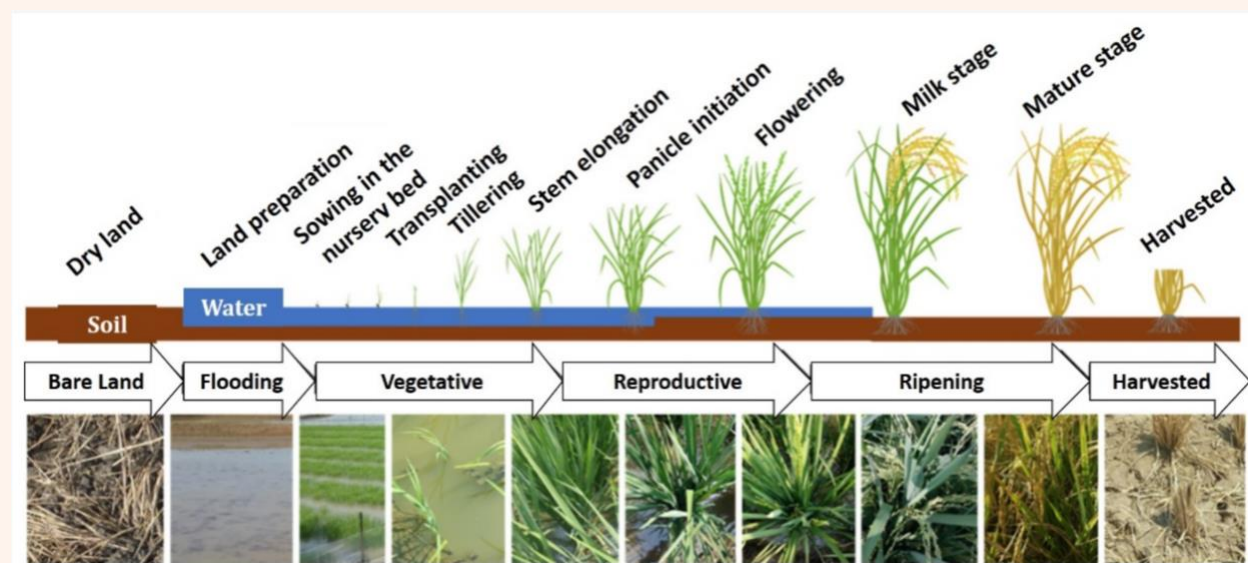 Dry land
Land preparation
Sowing in the
nursery bed
Transplanting
Tillering
Stem elongation
Panicle initiation
Flowering
Milk stage
Mature stage
Harvested
Soil
Water
Bare Land
Flooding
Vegetative
Reproductive
Ripening
Harvested